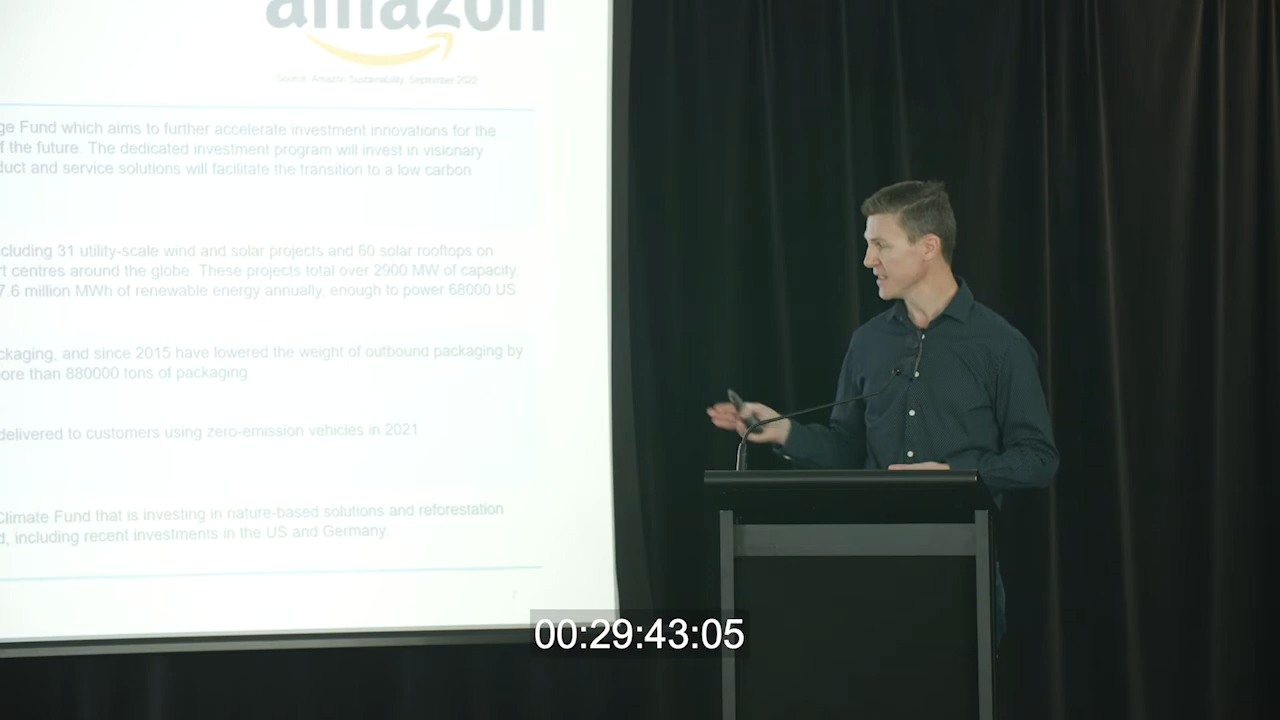 amazon
Source: Amazon Sustainability, September 2022
ge Fund which aims to further accelerate investment innovations for the
f the future. The dedicated investment program will invest in visionary
duct and service solutions will facilitate the transition to a low carbon
cluding 31 utility-scale wind and solar projects and 60 solar rooftops on
rt centres around the globe. These projects total over 2900 MW of capacity,
7.6 million MWh of renewable energy annually, enough to power 68000 US
ckaging, and since 2015 have lowered the weight of outbound packaging by
ore than 880000 tons of packaging
delivered to customers using zero-emission vehicles in 2021
Climate Fund that is investing in nature-based solutions and reforestation
d, including recent investments in the US and Germany.
00:29:43:05